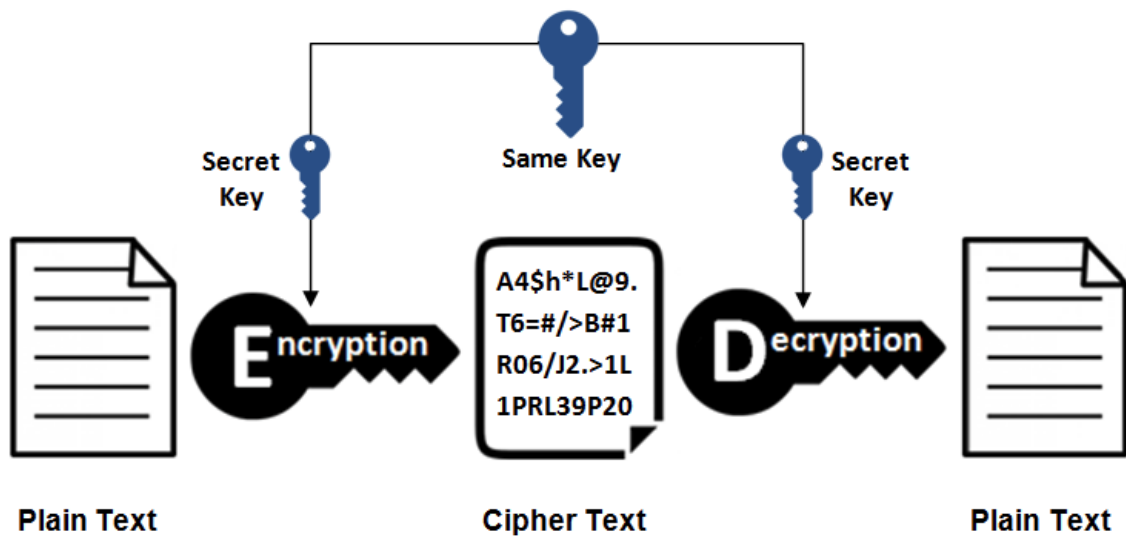 Same Key
Secret
Key
Secret
Key
Encryption
A4$h*L@9.
T6=#/>B#1
R06/J2.>1L
1PRL39P20
Decryption
Plain Text
Cipher Text
Plain Text